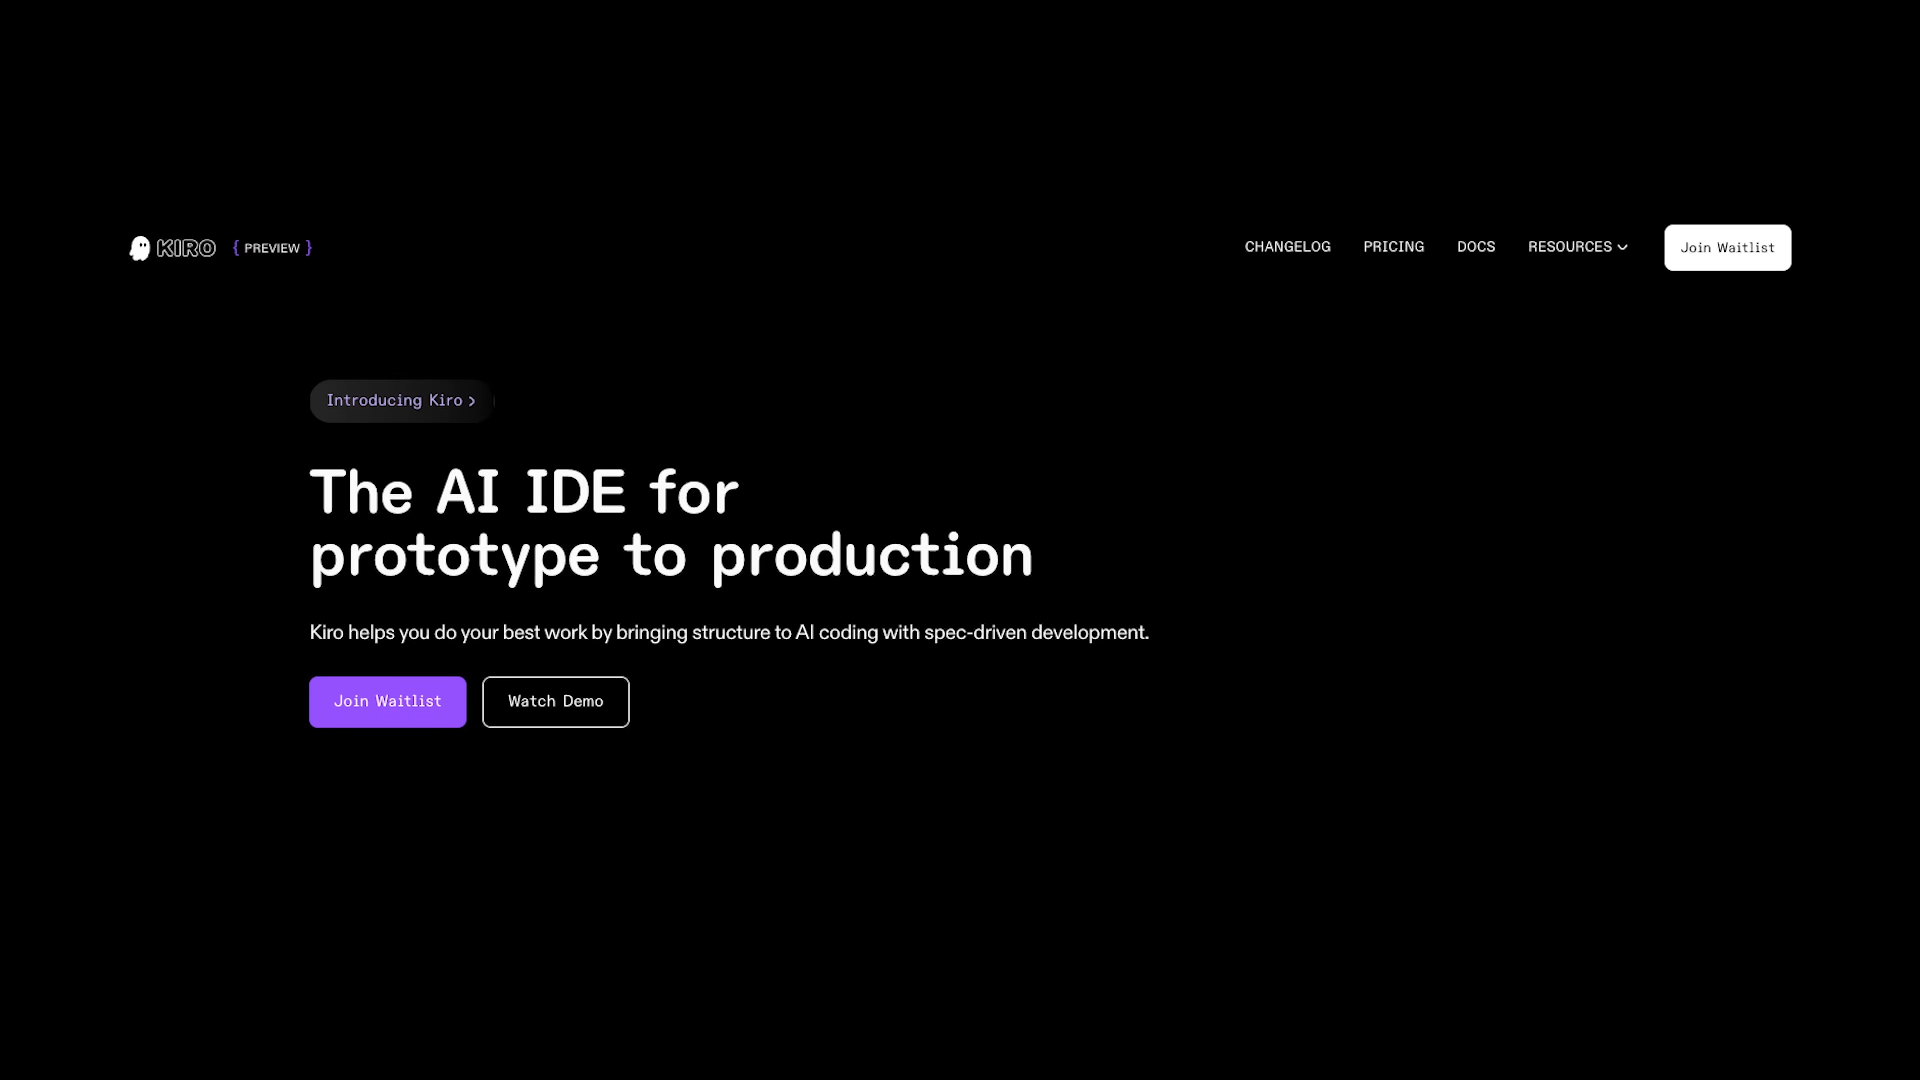 KIRO { PREVIEW }
CHANGELOG PRICING DOCS RESOURCES Join Waitlist
Introducing Kiro >
The AI IDE for
prototype to production
Kiro helps you do your best work by bringing structure to AI coding with spec-driven development.
Join Waitlist Watch Demo